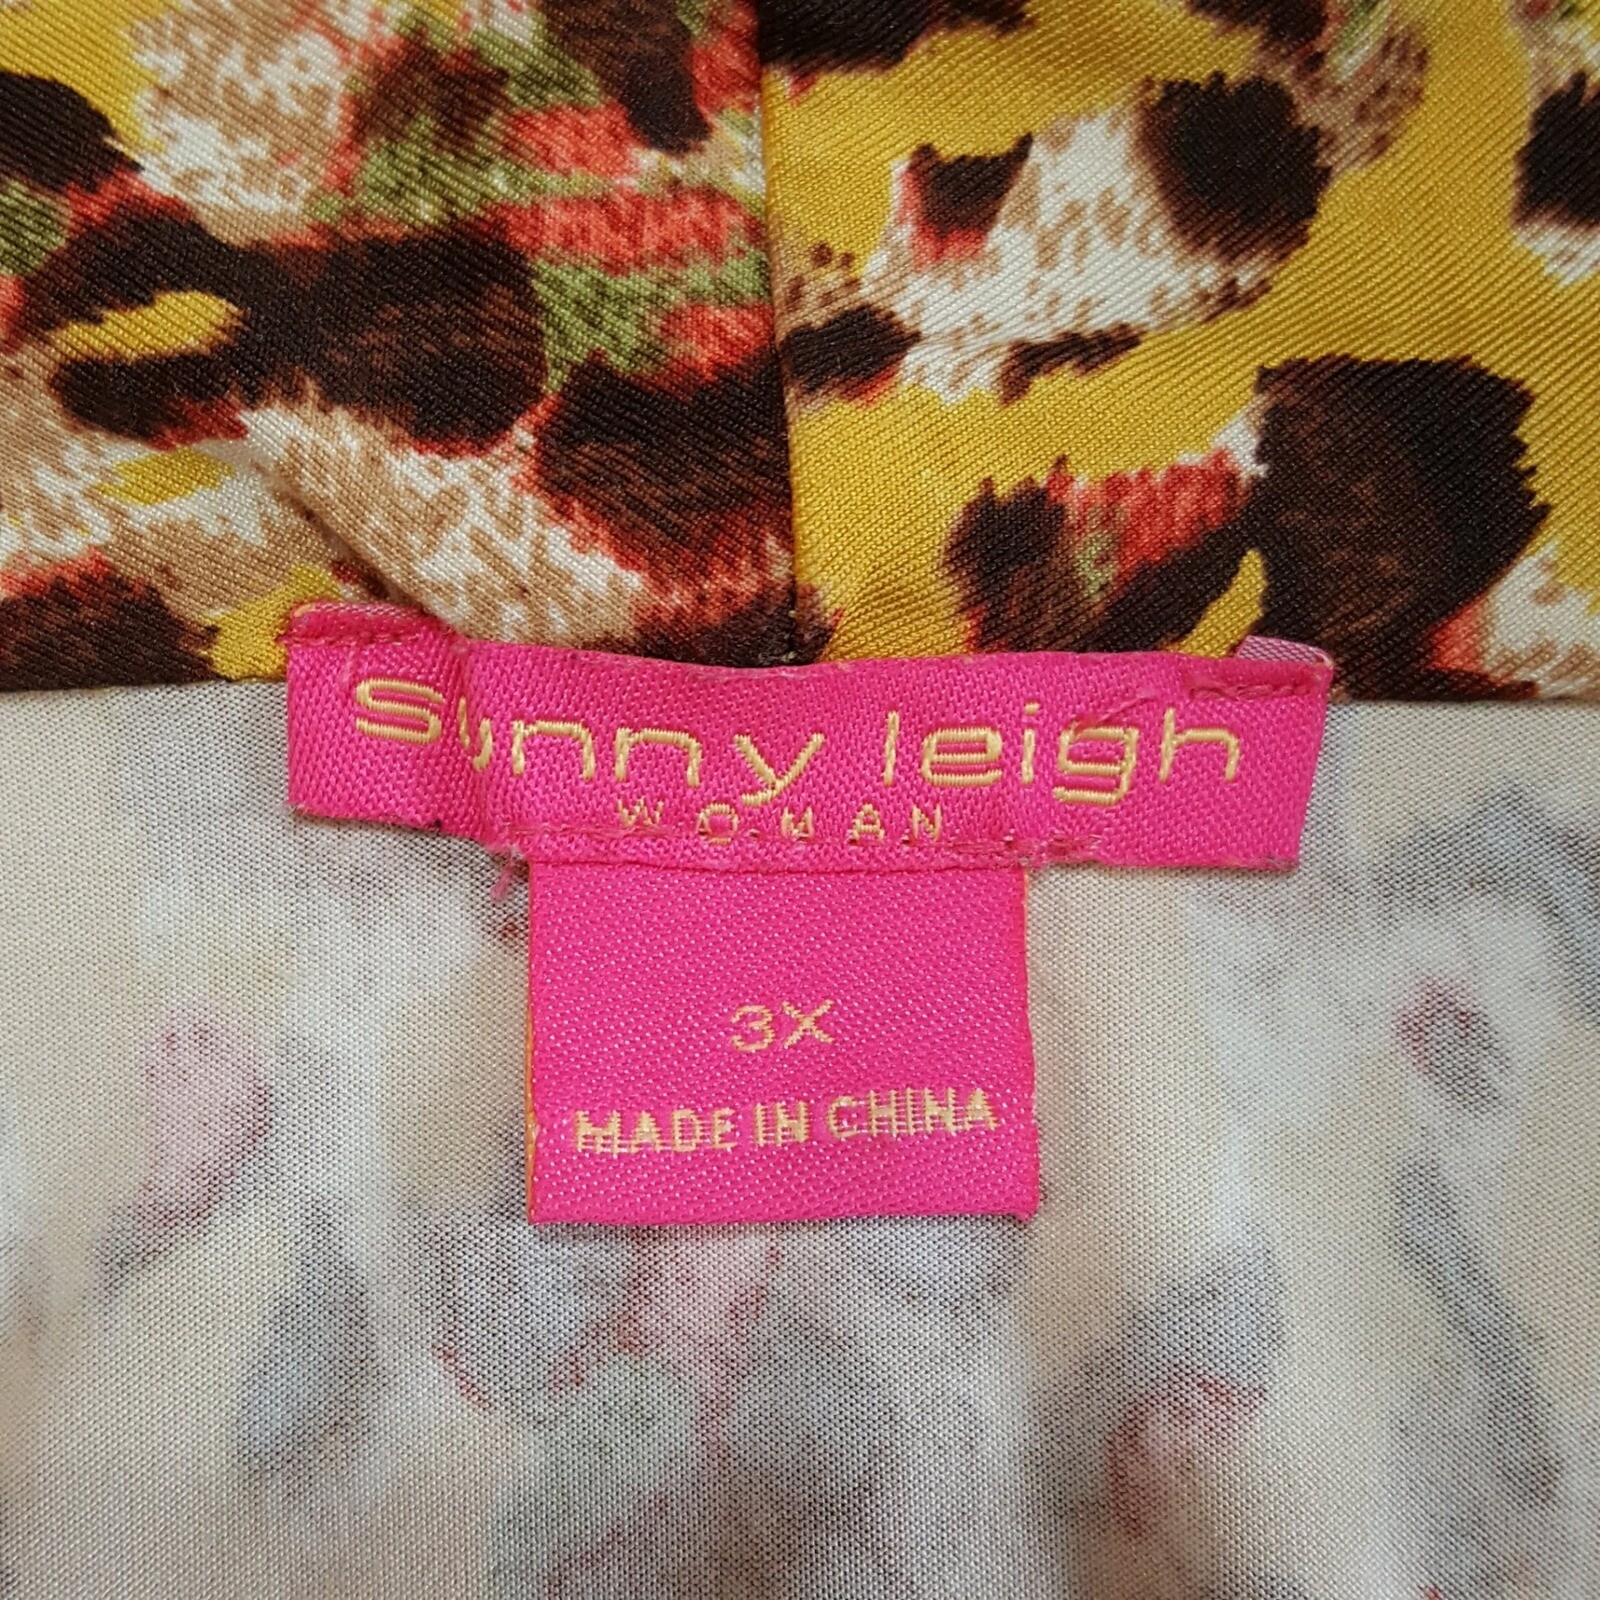 sunny leigh
WOMAN
3X
MADE IN CHINA